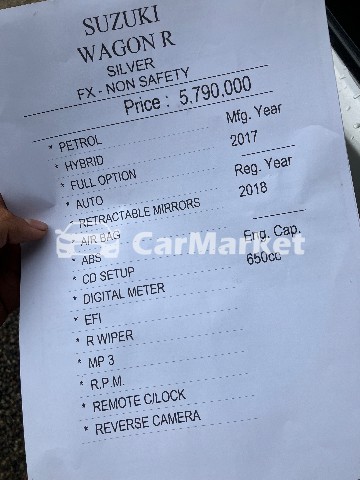 SUZUKI
WAGON R
SILVER
FX - NON SAFETY
Price : 5,790,000
* PETROL
* HYBRID
* FULL OPTION
* AUTO
* RETRACTABLE MIRRORS
* AIR BAG
* ABS
* CD SETUP
* DIGITAL METER
* EFI
* R WIPER
* MP 3
* R.P.M.
* REMOTE C/LOCK
* REVERSE CAMERA
Mfg. Year
2017
Reg. Year
2018
Eng. Cap.
650cc
CarMarket